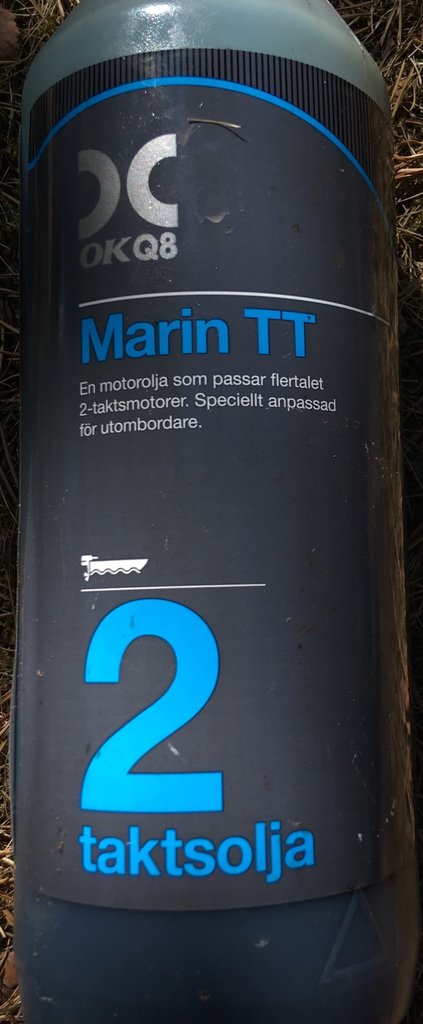 OKQ8
Marin TT
En motorolja som passar flertalet
2-taktsmotorer. Speciellt anpassad
för utombordare.
2
taktsolja